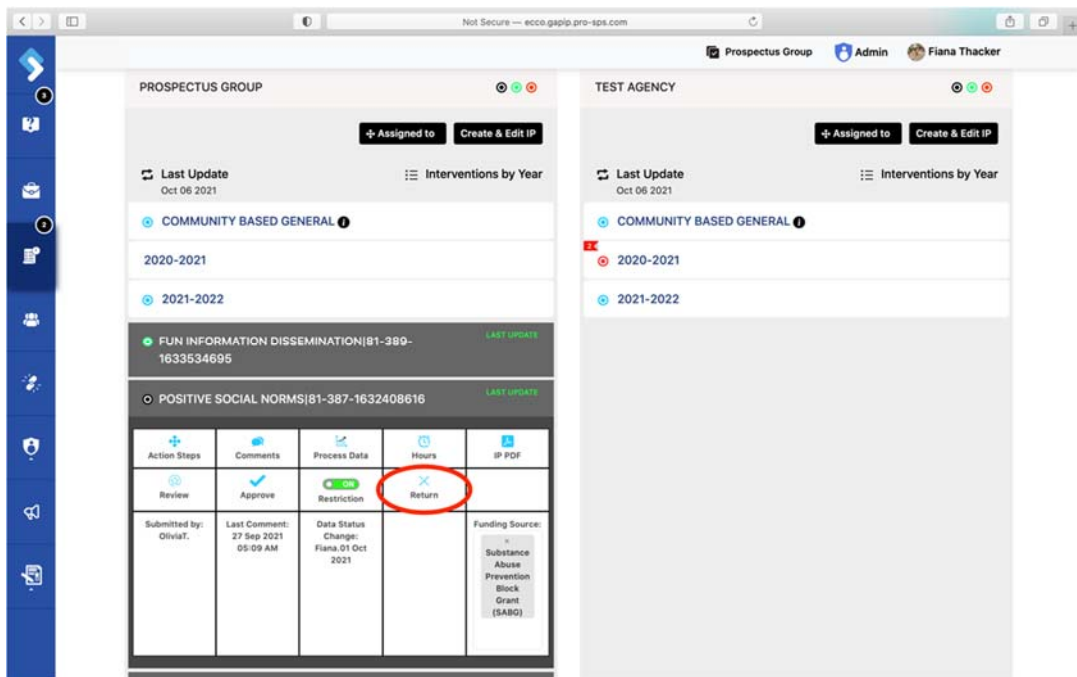 Not Secure — ecco.gapip.pro-sps.com
Prospectus Group Admin Fiana Thacker
3
2
PROSPECTUS GROUP
Assigned to Create & Edit IP
Last Update Interventions by Year
Oct 06 2021
COMMUNITY BASED GENERAL i
2020-2021
2021-2022
FUN INFORMATION DISSEMINATION|81-389-
1633534695
LAST UPDATE
POSITIVE SOCIAL NORMS|81-387-1632408616
LAST UPDATE
Action Steps Comments Process Data Hours IP PDF
Review Approve ON Restriction Return
Submitted by:
OliviaT.
Last Comment:
27 Sep 2021
05:09 AM
Data Status
Change:
Fiana.01 Oct
2021
Funding Source:
Substance
Abuse
Prevention
Block
Grant
(SABG)
TEST AGENCY
Assigned to Create & Edit IP
Last Update Interventions by Year
Oct 06 2021
COMMUNITY BASED GENERAL i
2
2020-2021
2021-2022